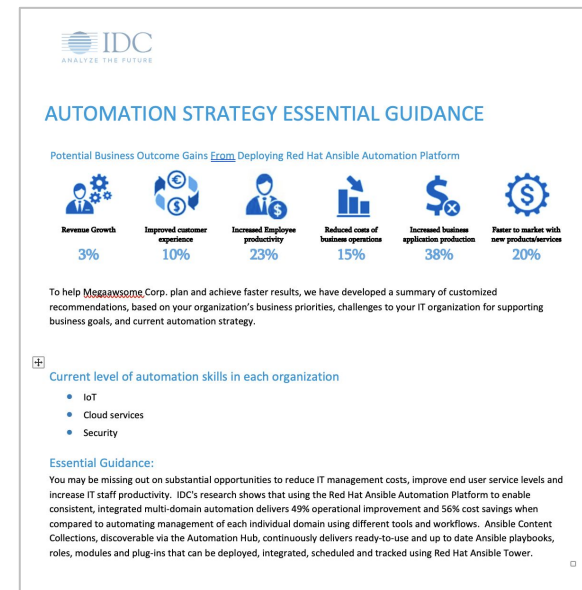 IDC
ANALYZE THE FUTURE
AUTOMATION STRATEGY ESSENTIAL GUIDANCE
Potential Business Outcome Gains From Deploying Red Hat Ansible Automation Platform
Revenue Growth
3%
Improved customer
experience
10%
Increased Employee
productivity
23%
Reduced costs of
business operations
15%
Increased business
application production
38%
Faster to market with
new products/services
20%
To help Megaawsome Corp. plan and achieve faster results, we have developed a summary of customized
recommendations, based on your organization's business priorities, challenges to your IT organization for supporting
business goals, and current automation strategy.
Current level of automation skills in each organization
• IoT
• Cloud services
• Security
Essential Guidance:
You may be missing out on substantial opportunities to reduce IT management costs, improve end user service levels and
increase IT staff productivity. IDC's research shows that using the Red Hat Ansible Automation Platform to enable
consistent, integrated multi-domain automation delivers 49% operational improvement and 56% cost savings when
compared to automating management of each individual domain using different tools and workflows. Ansible Content
Collections, discoverable via the Automation Hub, continuously delivers ready-to-use and up to date Ansible playbooks,
roles, modules and plug-ins that can be deployed, integrated, scheduled and tracked using Red Hat Ansible Tower.